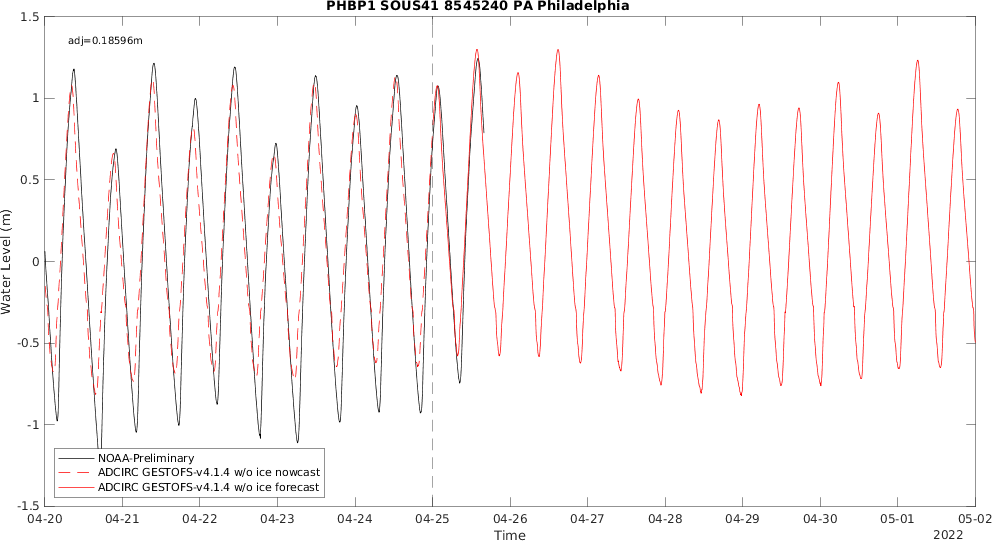 PHBP1 SOUS41 8545240 PA Philadelphia
adj=0.18596m
Water Level (m)
1.5
1
0.5
0
-0.5
-1
-1.5
NOAA-Preliminary
ADCIRC GESTOFS-v4.1.4 w/o ice nowcast
ADCIRC GESTOFS-v4.1.4 w/o ice forecast
04-20 04-21 04-22 04-23 04-24 04-25 04-26 04-27 04-28 04-29 04-30 05-01 05-02
Time
2022